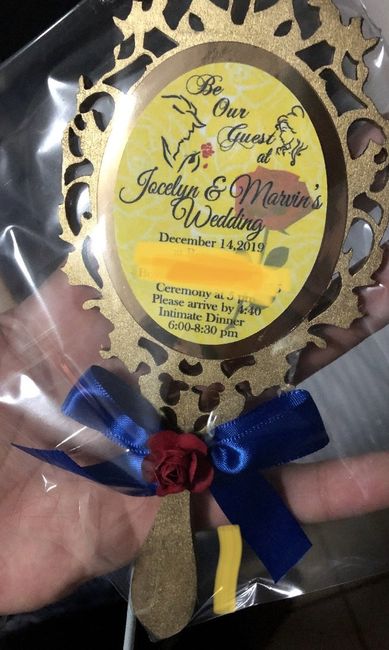 Be
Our
Guest
at
Jocelyn & Marvin's
Wedding
December 14,2019
Ceremony at 5 pm
Please arrive by 4:40
Intimate Dinner
6:00-8:30 pm